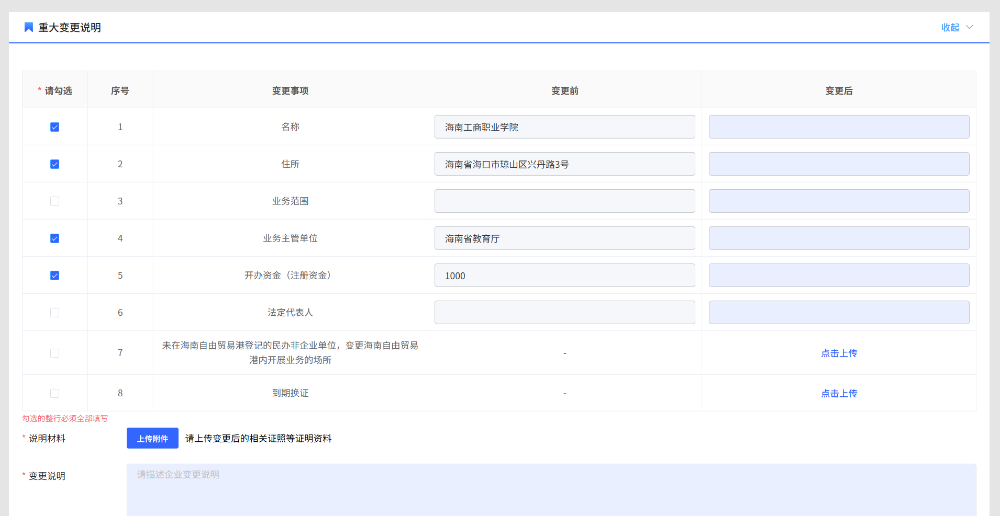 重大变更说明
收起
* 请勾选 序号 变更事项 变更前 变更后
1 名称 海南工商职业学院
2 住所 海南省海口市琼山区兴丹路3号
3 业务范围
4 业务主管单位 海南省教育厅
5 开办资金（注册资金） 1000
6 法定代表人
7 未在海南自由贸易港登记的民办非企业单位，变更海南自由贸易
港内开展业务的场所 - 点击上传
8 到期换证 - 点击上传
勾选的整行必须全部填写
* 说明材料 上传附件 请上传变更后的相关证照等证明资料
* 变更说明
请描述企业变更说明